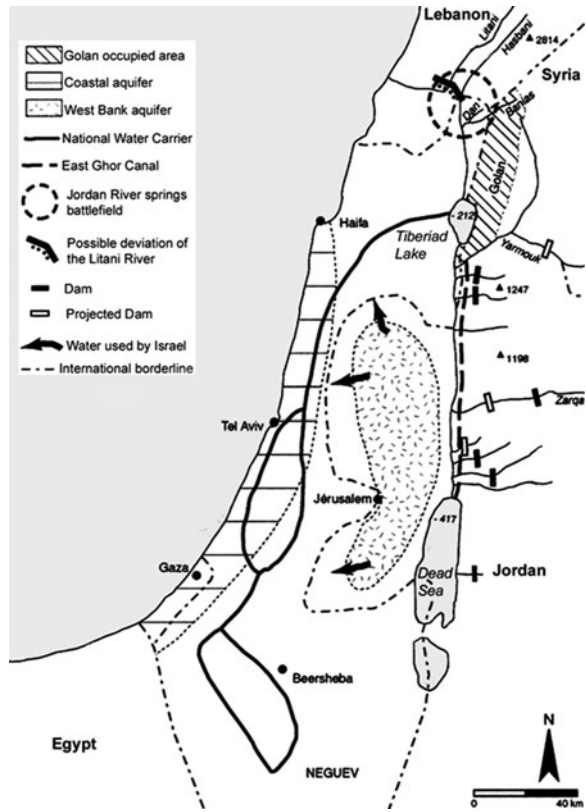 Golan occupied area
Coastal aquifer
West Bank aquifer
National Water Carrier
East Ghor Canal
Jordan River springs
battlefield
Possible deviation of
the Litani River
Dam
Projected Dam
Water used by Israel
International borderline
Lebanon
Litani
Hasbani
2814
Syria
Dan
Banias
Golan
Haifa
- 212
Tiberiad
Lake
Yarmouk
1247
1198
Zarqa
Tel Aviv
Jérusalem
- 417
Gaza
Dead
Sea
Jordan
Beersheba
Egypt
NEGUEV
N
0 40 km